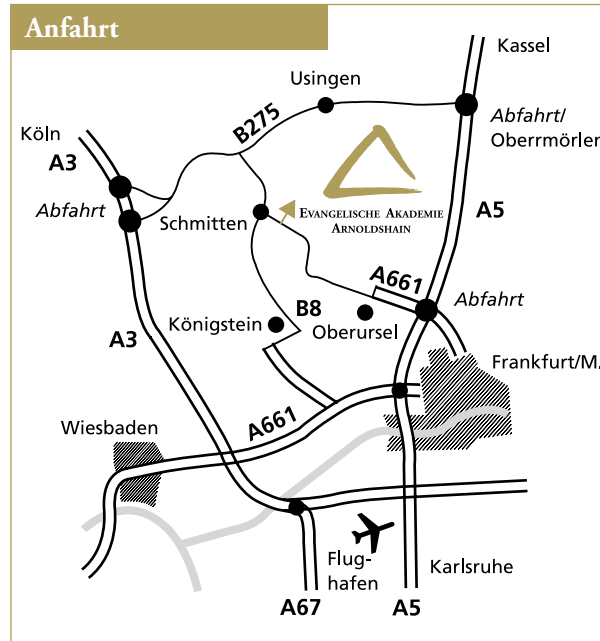 Anfahrt
Kassel
Usingen
Abfahrt/
Oberrmörlen
B275
Köln
A3
Abfahrt
Schmitten
EVANGELISCHE AKADEMIE
ARNOLDSHAIN
A5
A661
Abfahrt
B8
Königstein
Oberursel
A3
Frankfurt/M.
A661
Wiesbaden
Flug-
hafen
Karlsruhe
A67
A5